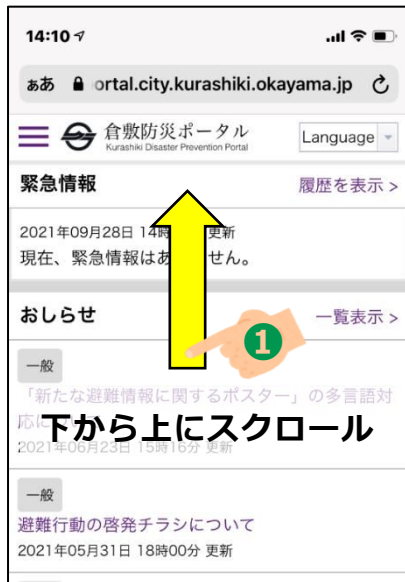 14:10
ぁあ ortal.city.kurashiki.okayama.jp
倉敷防災ポータル
Kurashiki Disaster Prevention Portal
Language
緊急情報
履歴を表示 >
2021年09月28日 14時 更新
現在、緊急情報はあ せん。
おしらせ
一覧表示 >
1
一般
「新たな避難情報に関するポスター」の多言語対
応に
下から上にスクロール
2021年06月23日 15時16分 更新
一般
避難行動の啓発チラシについて
2021年05月31日 18時00分 更新